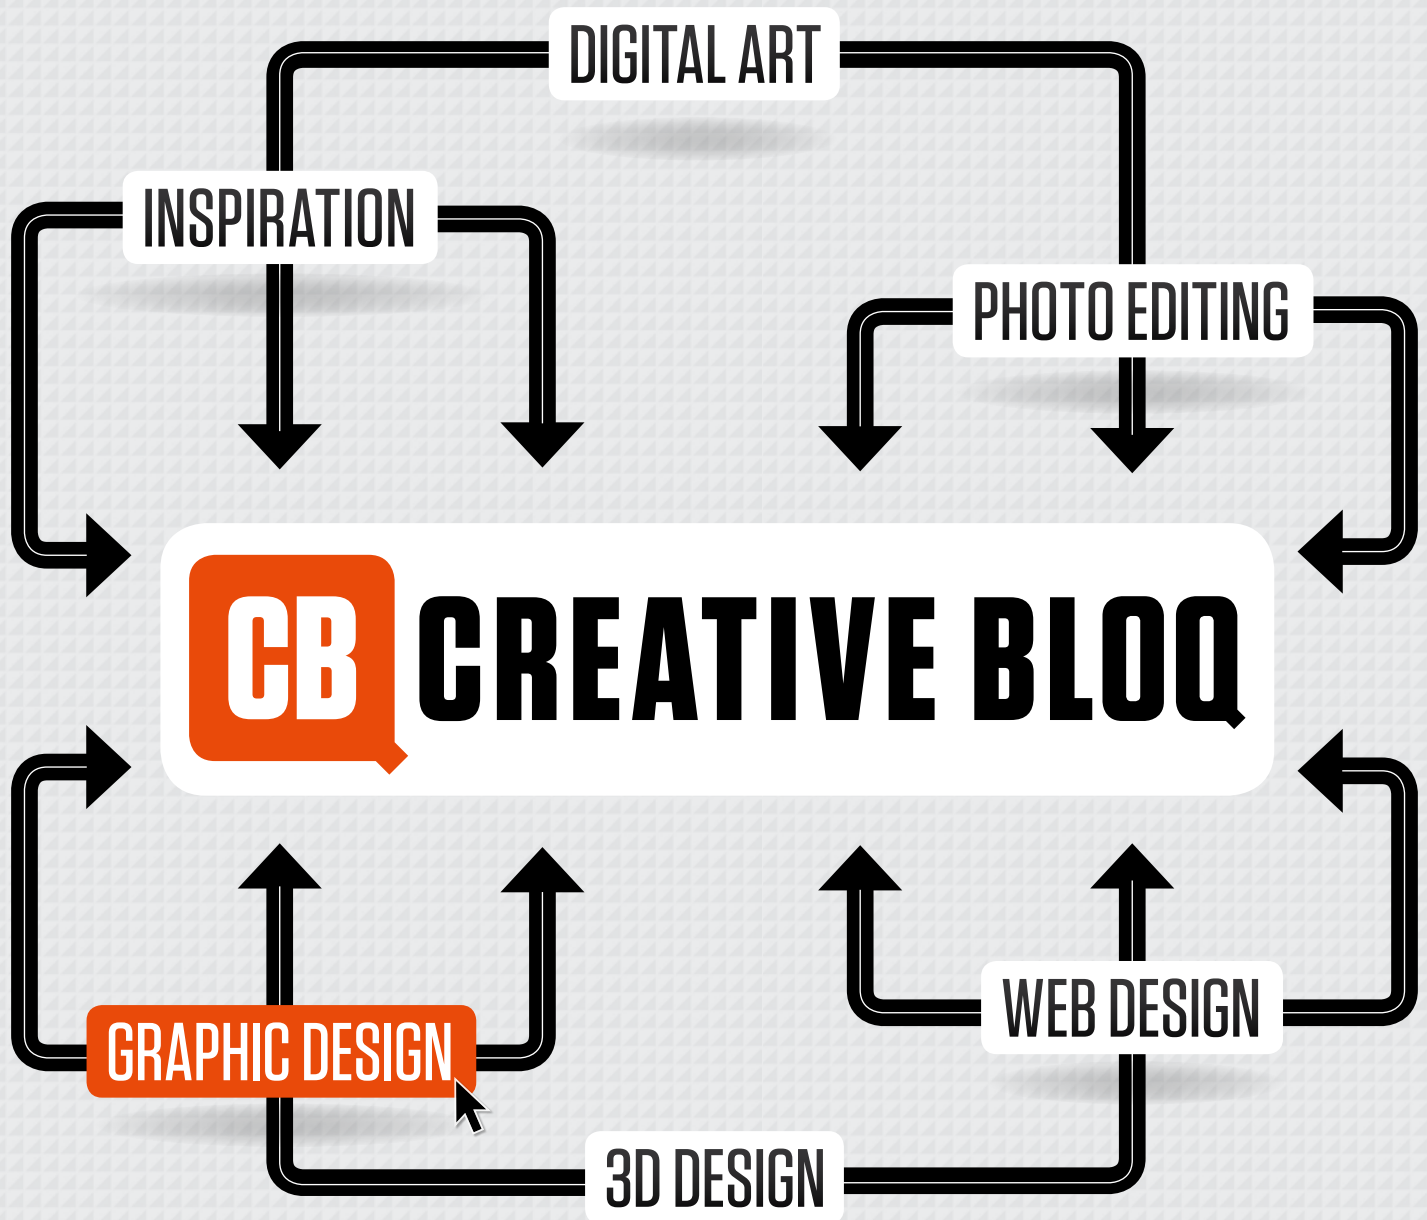 DIGITAL ART
INSPIRATION
PHOTO EDITING
CB CREATIVE BLOQ
WEB DESIGN
GRAPHIC DESIGN
3D DESIGN